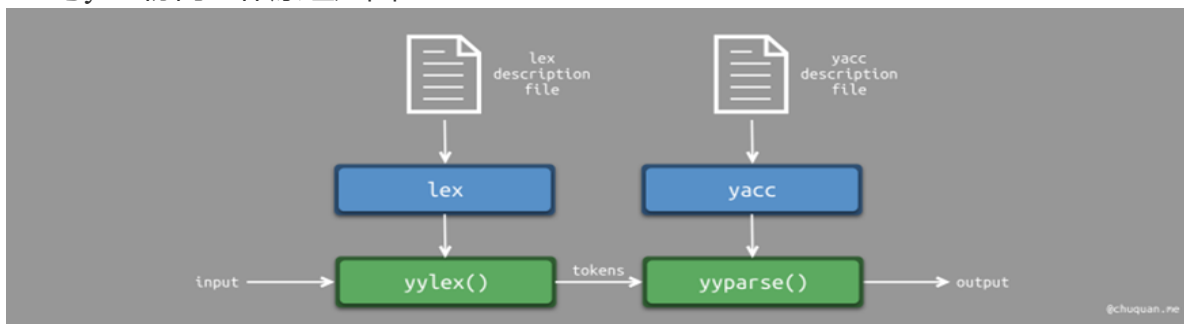 lex
description
file
yacc
description
file
lex
yacc
input
yylex()
tokens
yyparse()
output
@chuquan.me